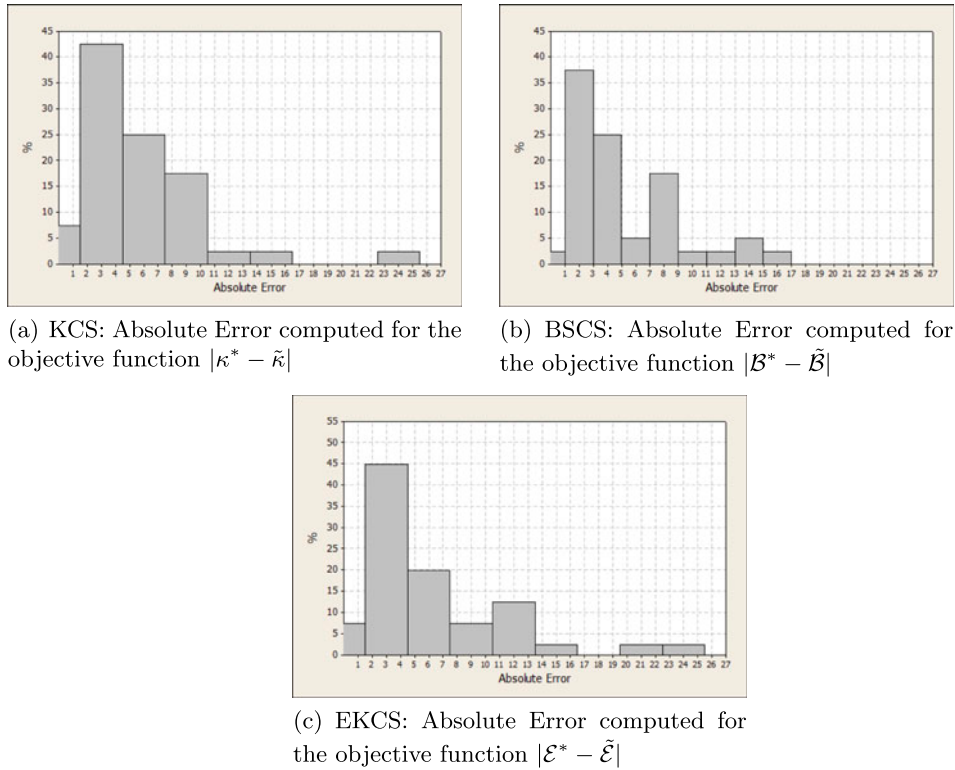 45
40
35
30
25
20
15
10
5
0
%
1 2 3 4 5 6 7 8 9 10 11 12 13 14 15 16 17 18 19 20 21 22 23 24 25 26 27
Absolute Error
(a) KCS: Absolute Error computed for the
objective function |κ* − κ̃|
45
40
35
30
25
20
15
10
5
0
%
1 2 3 4 5 6 7 8 9 10 11 12 13 14 15 16 17 18 19 20 21 22 23 24 25 26 27
Absolute Error
(b) BSCS: Absolute Error computed for
the objective function |ℬ* − ℬ̃|
55
50
45
40
35
30
25
20
15
10
5
0
%
1 2 3 4 5 6 7 8 9 10 11 12 13 14 15 16 17 18 19 20 21 22 23 24 25 26 27
Absolute Error
(c) EKCS: Absolute Error computed for
the objective function |ℰ* − ℰ̃|